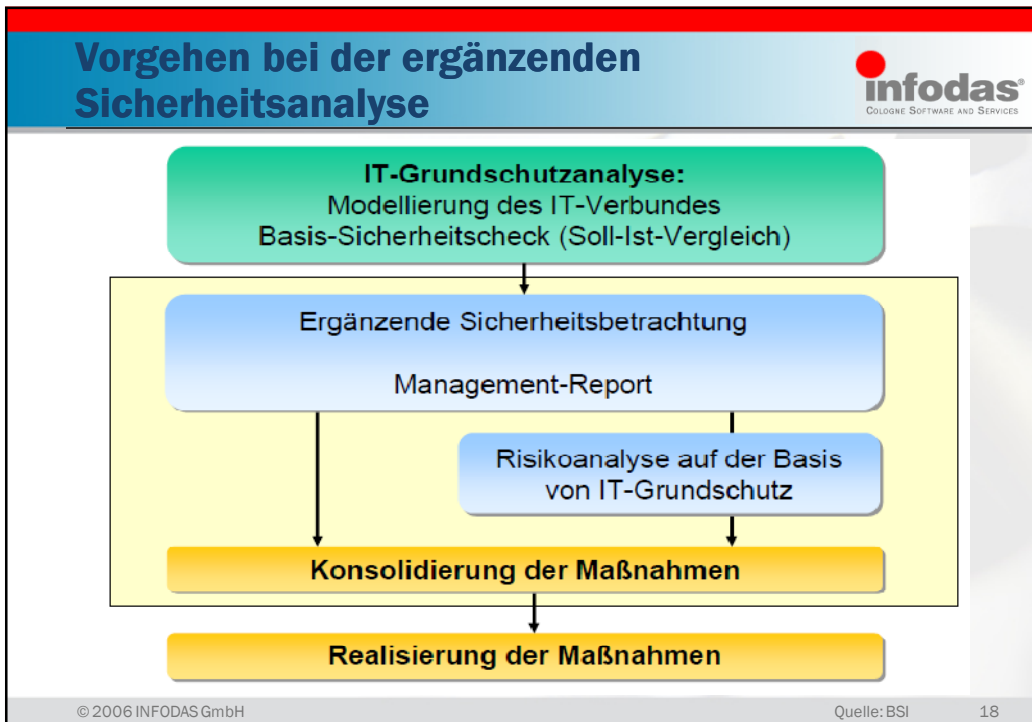 Vorgehen bei der ergänzenden
Sicherheitsanalyse
infodas®
COLOGNE SOFTWARE AND SERVICES
IT-Grundschutzanalyse:
Modellierung des IT-Verbundes
Basis-Sicherheitscheck (Soll-Ist-Vergleich)
Ergänzende Sicherheitsbetrachtung
Management-Report
Risikoanalyse auf der Basis
von IT-Grundschutz
Konsolidierung der Maßnahmen
Realisierung der Maßnahmen
© 2006 INFODAS GmbH
Quelle: BSI
18